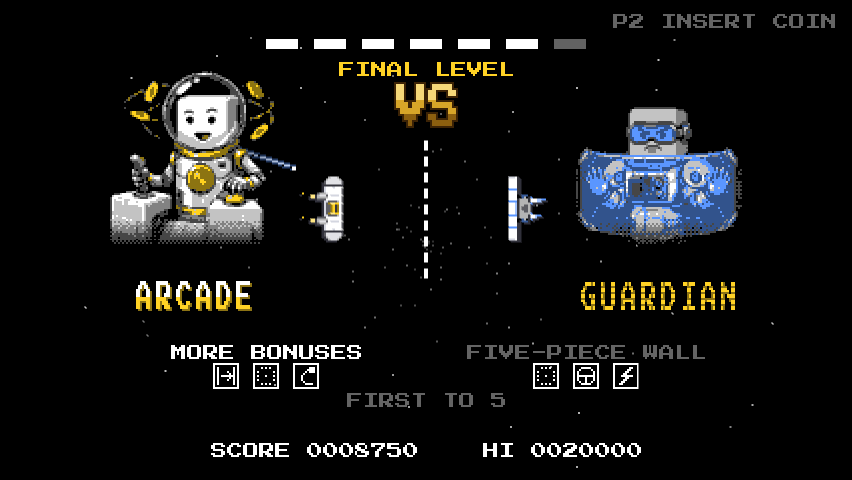 P2 INSERT COIN
FINAL LEVEL
VS
ARCADE
GUARDIAN
MORE BONUSES
FIVE-PIECE WALL
FIRST TO 5
SCORE 0008750
HI 0020000